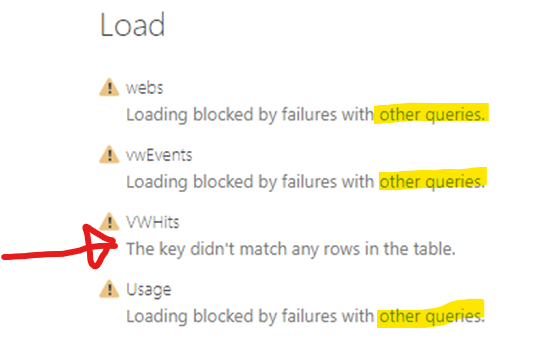 Load
webs
Loading blocked by failures with other queries.
vwEvents
Loading blocked by failures with other queries.
VWHits
The key didn't match any rows in the table.
Usage
Loading blocked by failures with other queries.